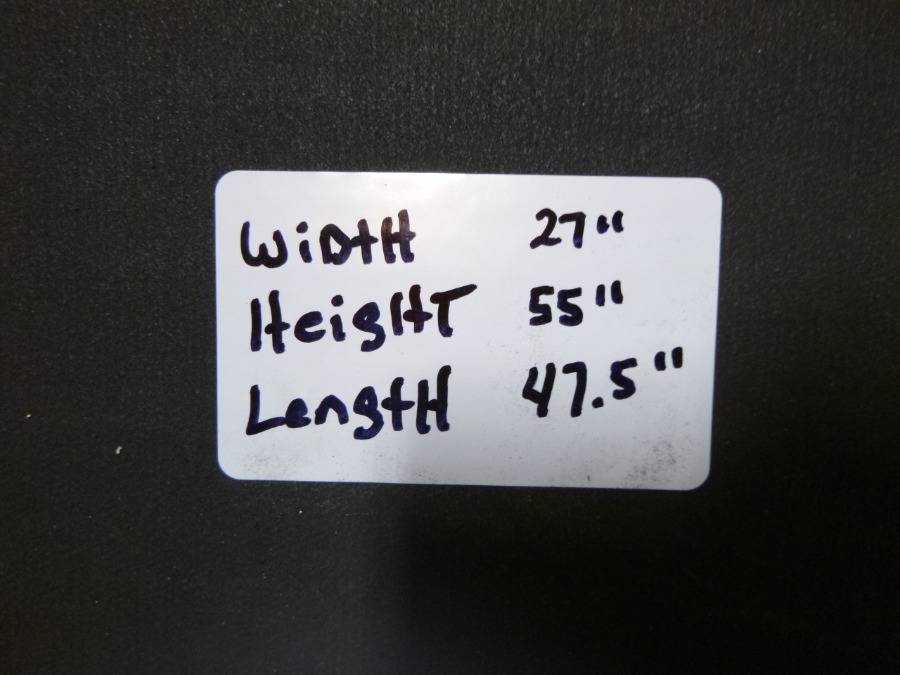 WiDtH 27"
HeigHT 55"
LengtH 47.5"